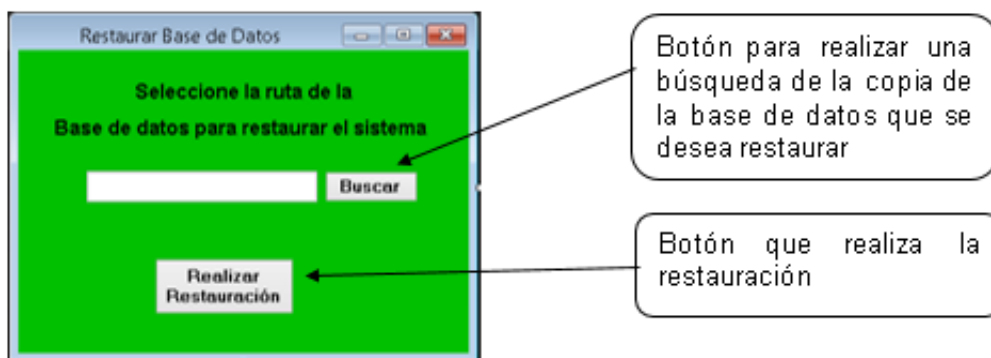 Restaurar Base de Datos
Seleccione la ruta de la
Base de datos para restaurar el sistema
Buscar
Realizar
Restauración
Botón para realizar una
búsqueda de la copia de
la base de datos que se
desea restaurar
Botón que realiza la
restauración